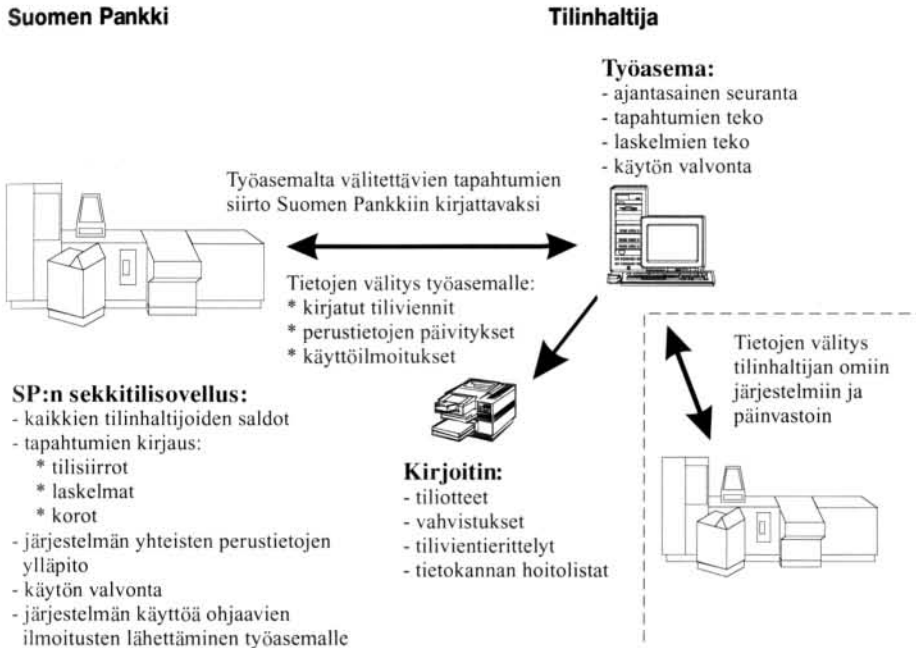 Suomen Pankki
Tilinhaltija
Työasema:
- ajantasainen seuranta
- tapahtumien teko
- laskelmien teko
- käytön valvonta
Työasemalta välitettävien tapahtumien
siirto Suomen Pankkiin kirjattavaksi
Tietojen välitys työasemalle:
* kirjatut tiliviennit
* perustietojen päivitykset
* käyttöilmoitukset
Tietojen välitys
tilinhaltijan omiin
järjestelmiin ja
päinvastoin
SP:n sekkitilisovellus:
- kaikkien tilinhaltijoiden saldot
- tapahtumien kirjaus:
* tilisiirrot
* laskelmat
* korot
- järjestelmän yhteisten perustietojen
ylläpito
- käytön valvonta
- järjestelmän käyttöä ohjaavien
ilmoitusten lähettäminen työasemalle
Kirjoitin:
- tiliotteet
- vahvistukset
- tilivientierittelyt
- tietokannan hoitolistat